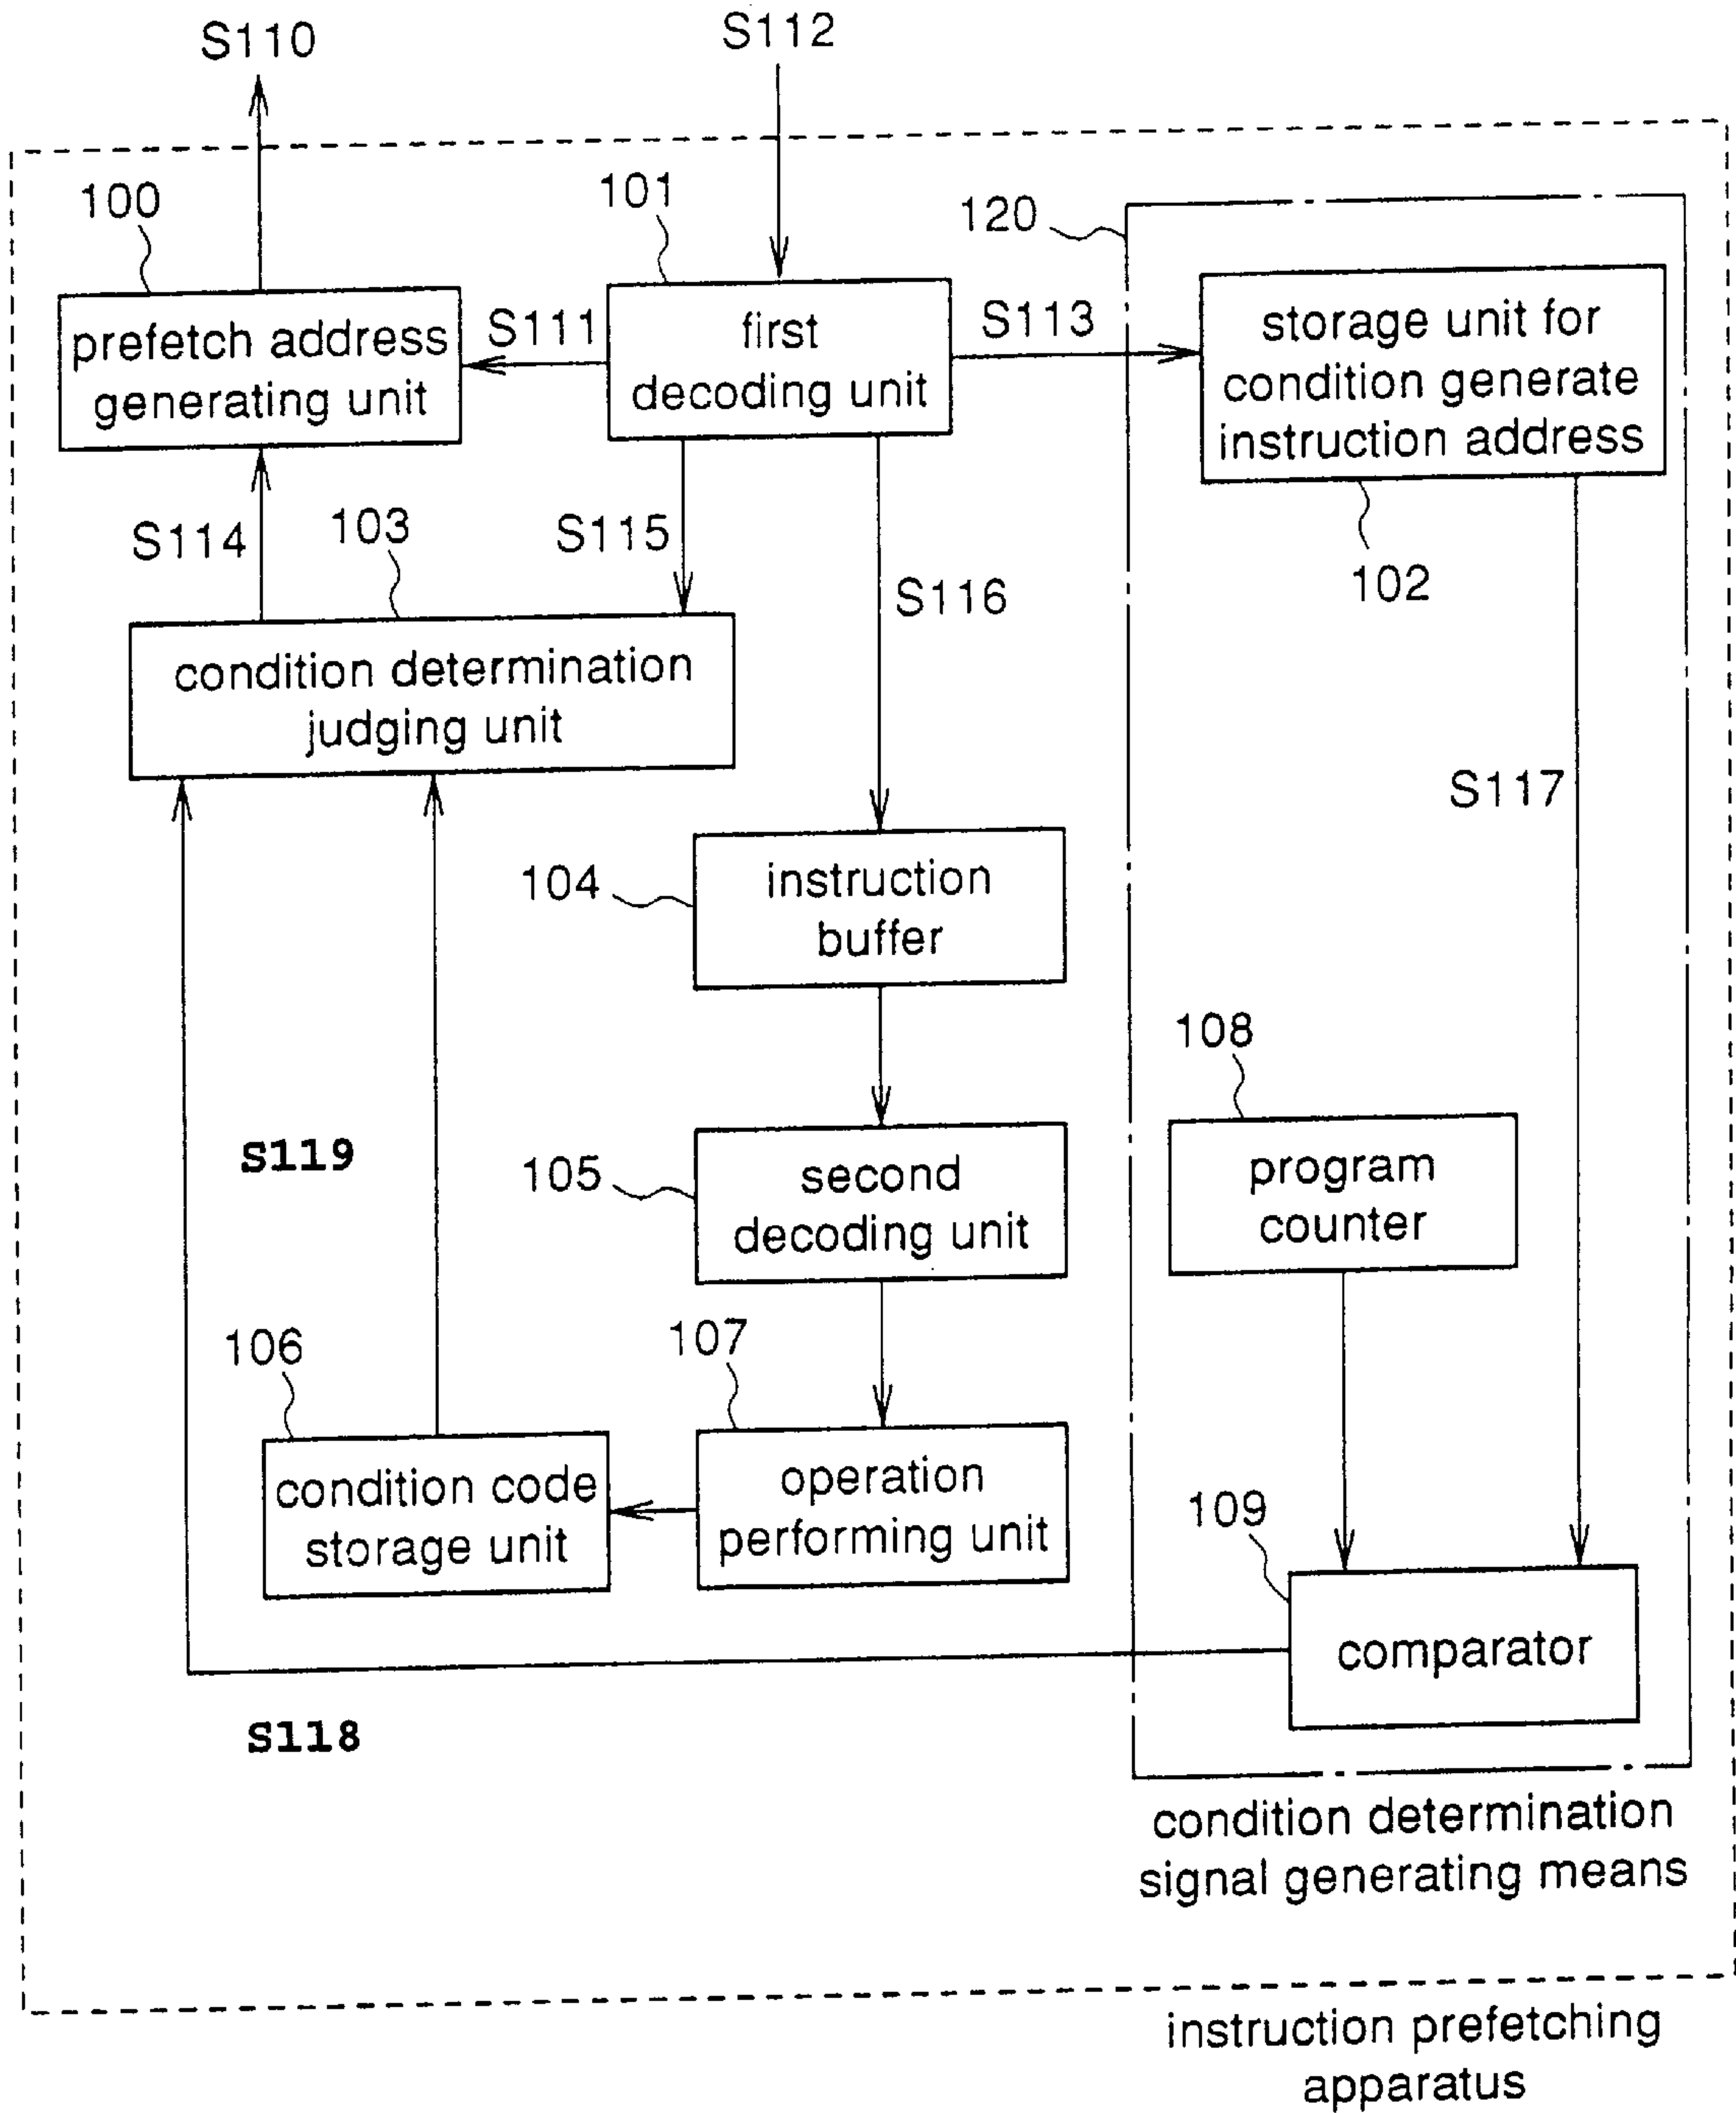 S110
S112
100
101
120
prefetch address
generating unit
S111
first
decoding unit
S113
storage unit for
condition generate
instruction address
102
S114
103
S115
S116
condition determination
judging unit
S117
104
instruction
buffer
108
program
counter
S119
105
second
decoding unit
106
107
condition code
storage unit
operation
performing unit
109
comparator
S118
condition determination
signal generating means
instruction prefetching
apparatus